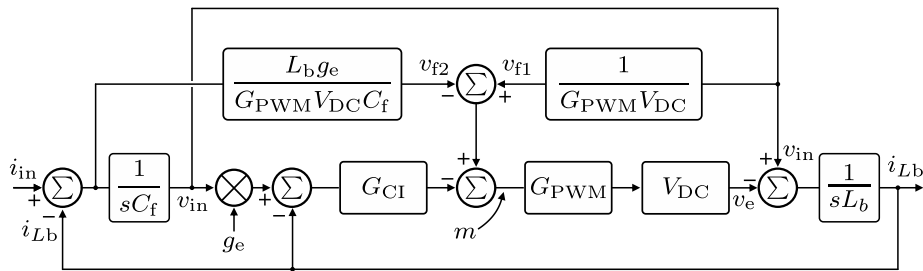 L_b g_e
G_PWM V_DC C_f
v_f2
∑
v_f1
1
G_PWM V_DC
−
+
i_in
∑
+
−
i_Lb
1
sC_f
v_in
g_e
+
∑
−
G_CI
−
+
∑
m
G_PWM
V_DC
−
v_e
+
v_in
∑
1
sL_b
i_Lb